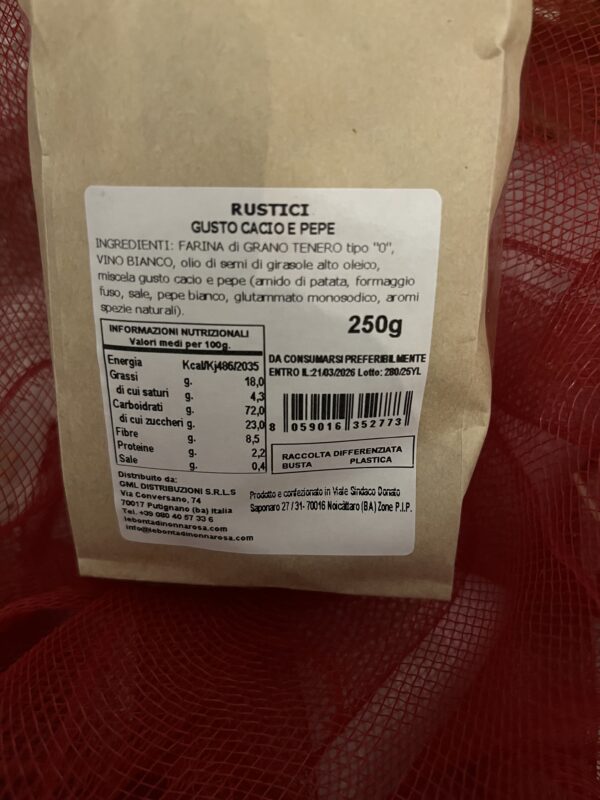 RUSTICI
GUSTO CACIO E PEPE
INGREDIENTI: FARINA di GRANO TENERO tipo "0",
VINO BIANCO, olio di semi di girasole alto oleico,
miscela gusto cacio e pepe (amido di patata, formaggio
fuso, sale, pepe bianco, glutammato monosodico, aromi
spezie naturali).
250g
INFORMAZIONI NUTRIZIONALI
Valori medi per 100g.
Energia Kcal/Kj486/2035
Grassi g. 18,0
di cui saturi g. 4,3
Carboidrati g. 72,0
di cui zuccheri g. 23,0
Fibre g. 8,5
Proteine g. 2,2
Sale g. 0,4
DA CONSUMARSI PREFERIBILMENTE
ENTRO IL:21/03/2026 Lotto: 280/25YL
8 059016 352773
RACCOLTA DIFFERENZIATA
BUSTA PLASTICA
Distribuito da:
GML DISTRIBUZIONI S.R.L.S
Via Conversano, 74
70017 Putignano (ba) Italia
Tel. +39 080 40 57 33 6
lebontadinonnarosa.com
info@lebontadinonnarosa.com
Prodotto e confezionato in Viale Sindaco Donato
Saponaro 27 / 31- 70016 Noicàttaro (BA) Zone P.I.P.